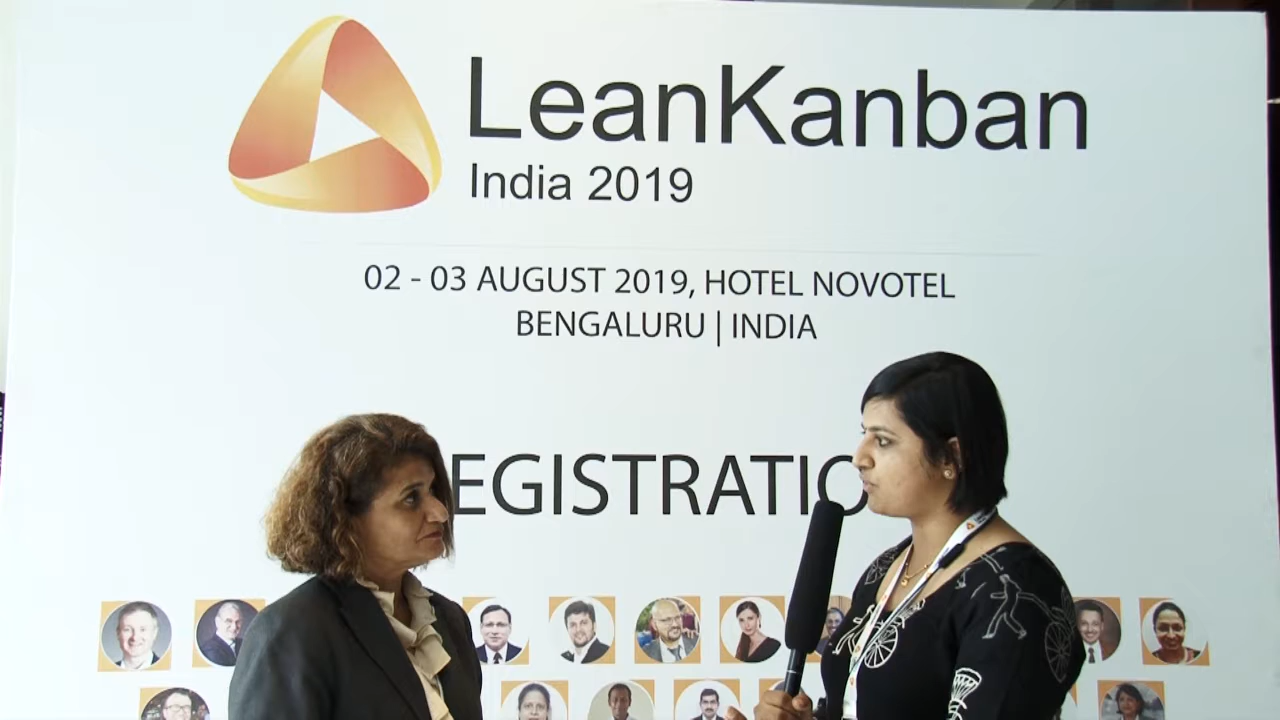 LeanKanban
India 2019
02 - 03 AUGUST 2019, HOTEL NOVOTEL
BENGALURU | INDIA
EGISTRATIO